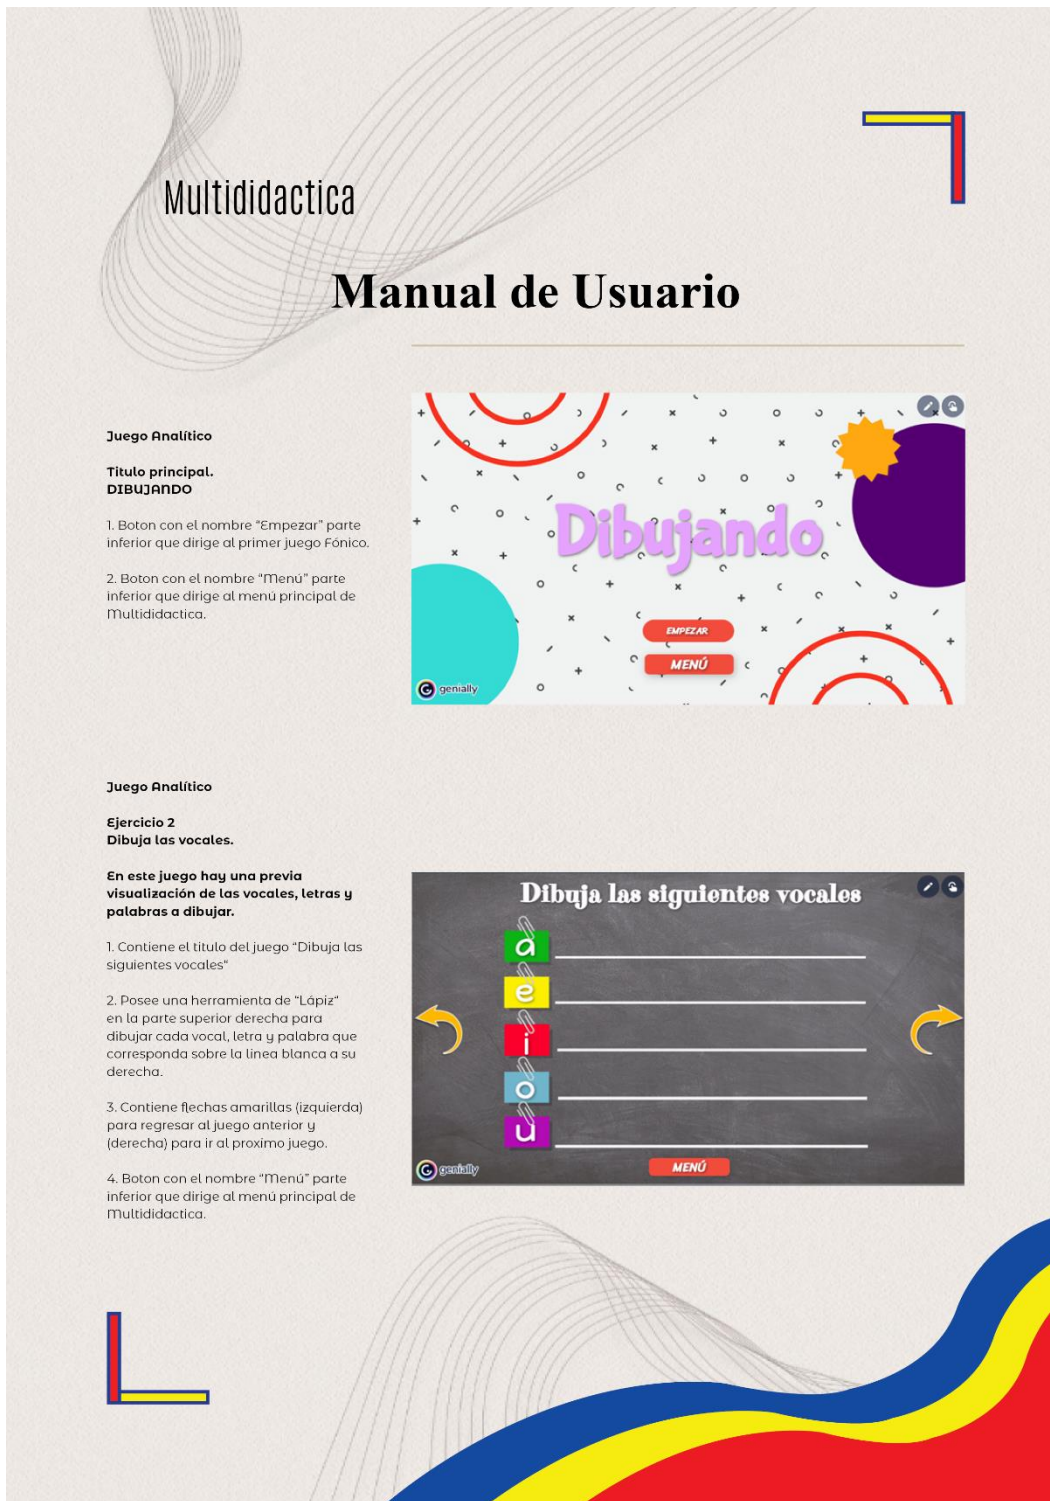 Multididactica
Manual de Usuario
Juego Analítico
Titulo principal.
DIBUJANDO
1. Boton con el nombre “Empezar” parte
inferior que dirige al primer juego Fónico.
2. Boton con el nombre “Menú” parte
inferior que dirige al menú principal de
Multididactica.
Dibujando
EMPEZAR
MENÚ
genially
Juego Analítico
Ejercicio 2
Dibuja las vocales.
En este juego hay una previa
visualización de las vocales, letras y
palabras a dibujar.
1. Contiene el titulo del juego “Dibuja las
siguientes vocales”
2. Posee una herramienta de “Lápiz”
en la parte superior derecha para
dibujar cada vocal, letra y palabra que
corresponda sobre la linea blanca a su
derecha.
3. Contiene flechas amarillas (izquierda)
para regresar al juego anterior y
(derecha) para ir al proximo juego.
4. Boton con el nombre “Menú” parte
inferior que dirige al menú principal de
Multididactica.
Dibuja las siguientes vocales
a
e
i
o
u
MENÚ
genially